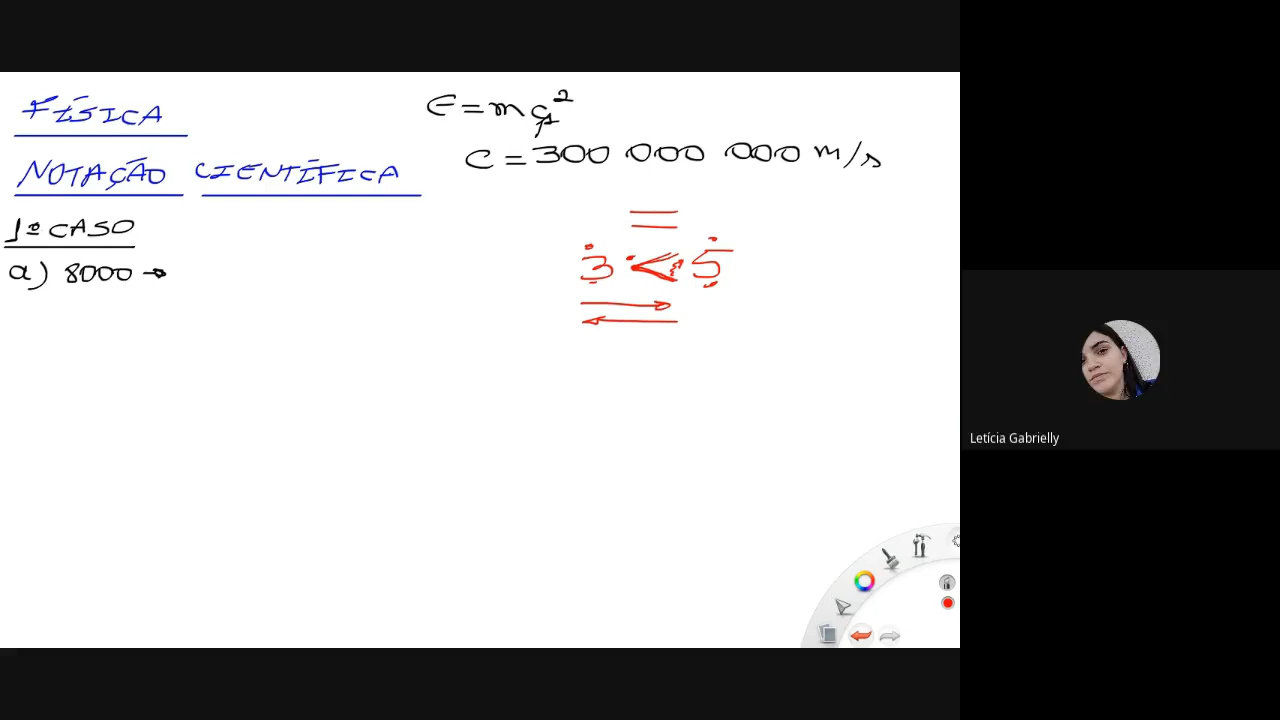 FÍSICA
NOTAÇÃO CIENTÍFICA
1º CASO
a) 8000 →
E = mc²
C = 300 000 000 m/s
=
3 < 5
Letícia Gabrielly